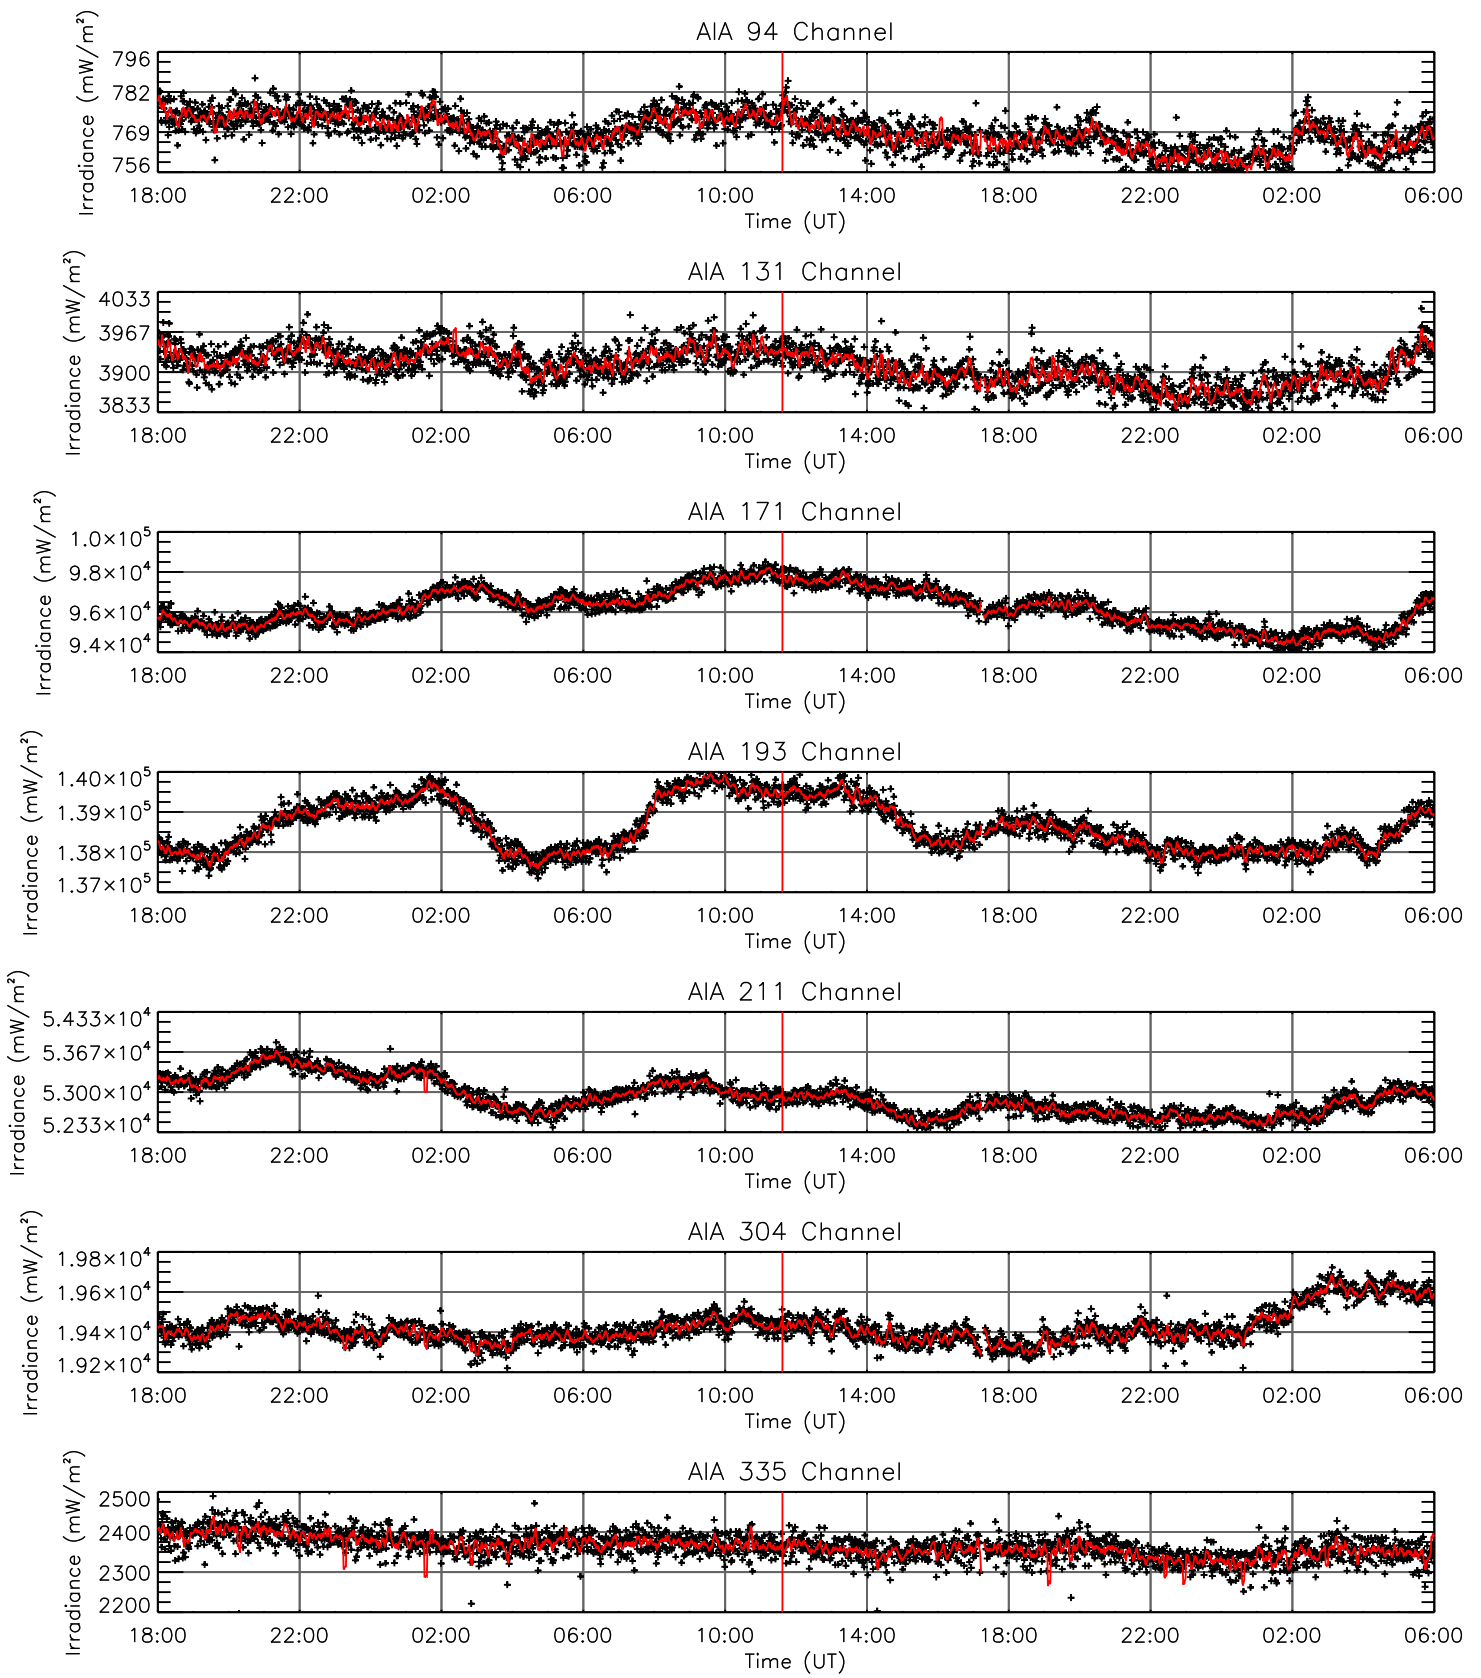 AIA 94 Channel
Irradiance (mW/m²)
796
782
769
756
18:00 22:00 02:00 06:00 10:00 14:00 18:00 22:00 02:00 06:00
Time (UT)
AIA 131 Channel
Irradiance (mW/m²)
4033
3967
3900
3833
18:00 22:00 02:00 06:00 10:00 14:00 18:00 22:00 02:00 06:00
Time (UT)
AIA 171 Channel
Irradiance (mW/m²)
1.0×10⁵
9.8×10⁴
9.6×10⁴
9.4×10⁴
18:00 22:00 02:00 06:00 10:00 14:00 18:00 22:00 02:00 06:00
Time (UT)
AIA 193 Channel
Irradiance (mW/m²)
1.40×10⁵
1.39×10⁵
1.38×10⁵
1.37×10⁵
18:00 22:00 02:00 06:00 10:00 14:00 18:00 22:00 02:00 06:00
Time (UT)
AIA 211 Channel
Irradiance (mW/m²)
5.433×10⁴
5.367×10⁴
5.300×10⁴
5.233×10⁴
18:00 22:00 02:00 06:00 10:00 14:00 18:00 22:00 02:00 06:00
Time (UT)
AIA 304 Channel
Irradiance (mW/m²)
1.98×10⁴
1.96×10⁴
1.94×10⁴
1.92×10⁴
18:00 22:00 02:00 06:00 10:00 14:00 18:00 22:00 02:00 06:00
Time (UT)
AIA 335 Channel
Irradiance (mW/m²)
2500
2400
2300
2200
18:00 22:00 02:00 06:00 10:00 14:00 18:00 22:00 02:00 06:00
Time (UT)